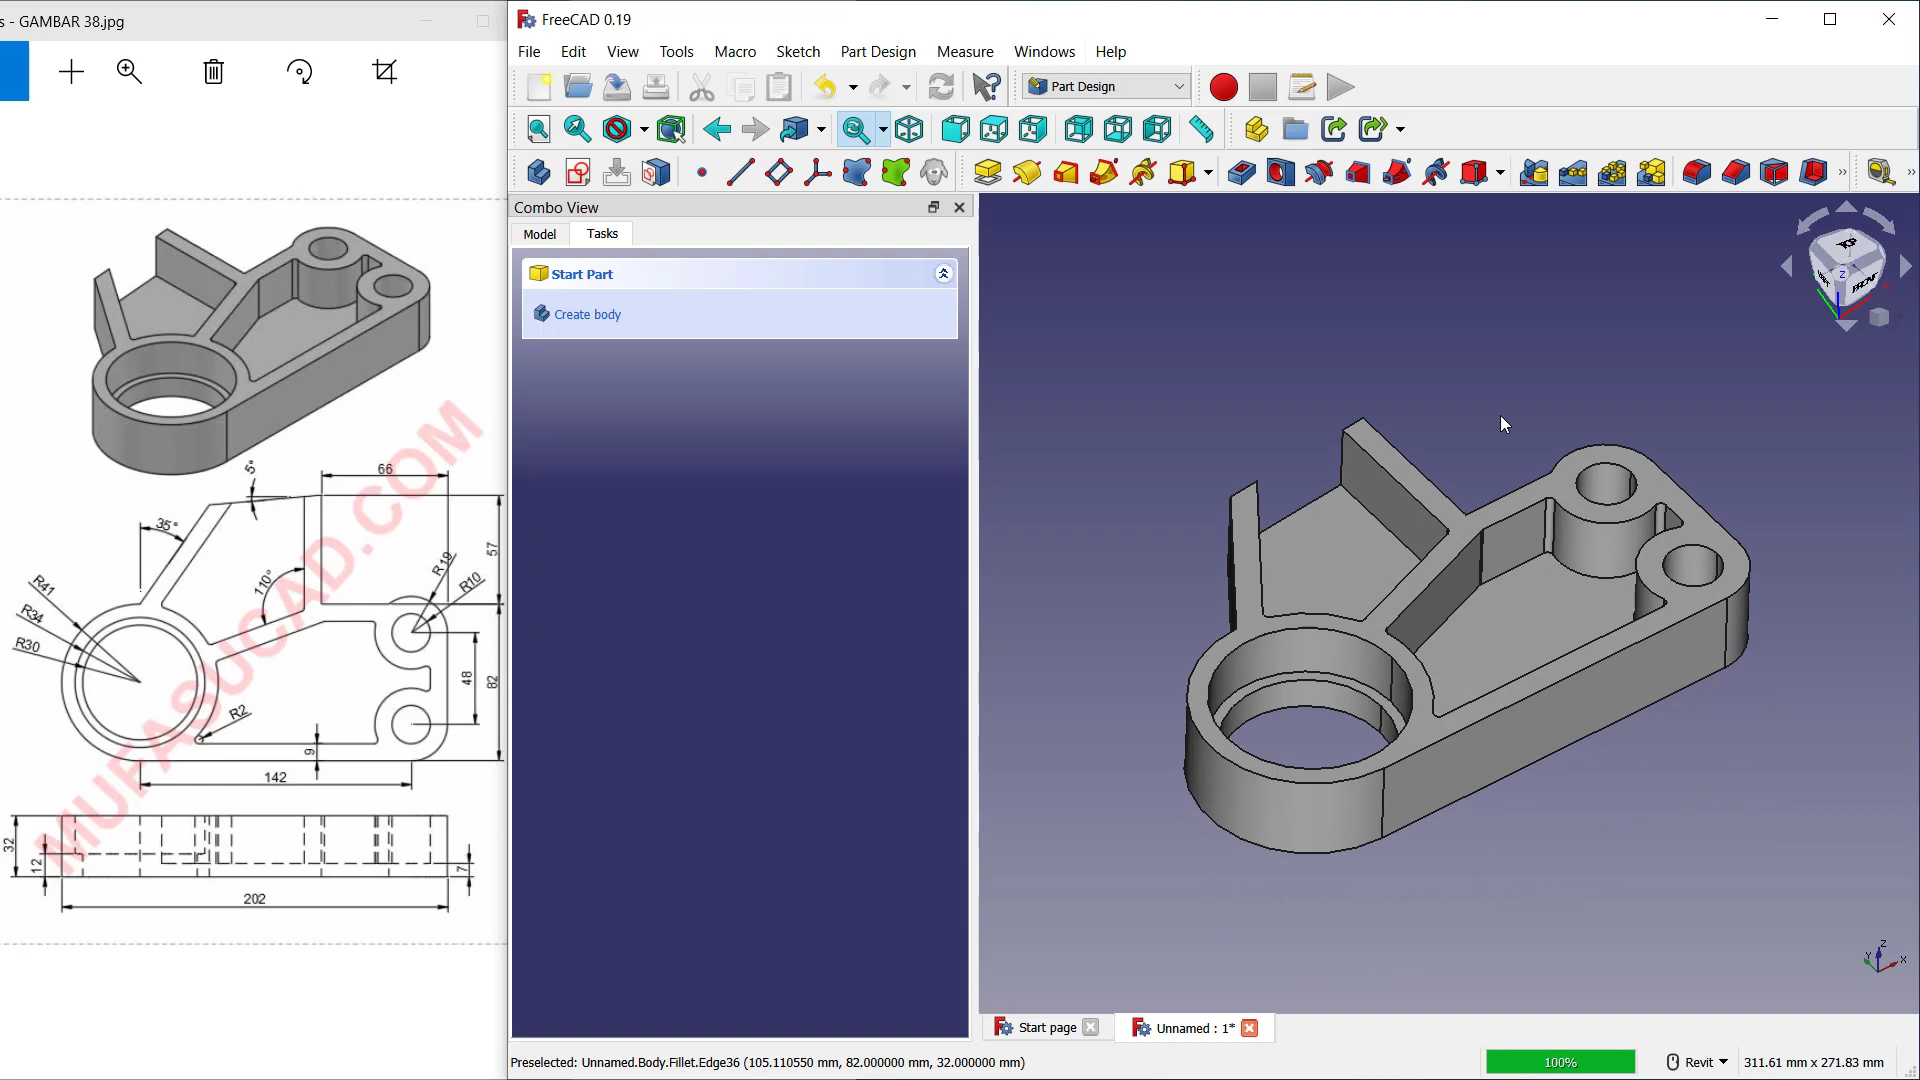 s - GAMBAR 38.jpg
FreeCAD 0.19
File Edit View Tools Macro Sketch Part Design Measure Windows Help
Part Design
Combo View
Model Tasks
Start Part
Create body
TOP
FRONT
Z
5°
66
35°
57
R41
R34
R30
110°
R19
R10
48
82
R2
9
142
32
12
7
202
MUFASUCAD.COM
Z
Y
X
Start page
Unnamed : 1*
Preselected: Unnamed.Body.Fillet.Edge36 (105.110550 mm, 82.000000 mm, 32.000000 mm)
100%
Revit
311.61 mm x 271.83 mm